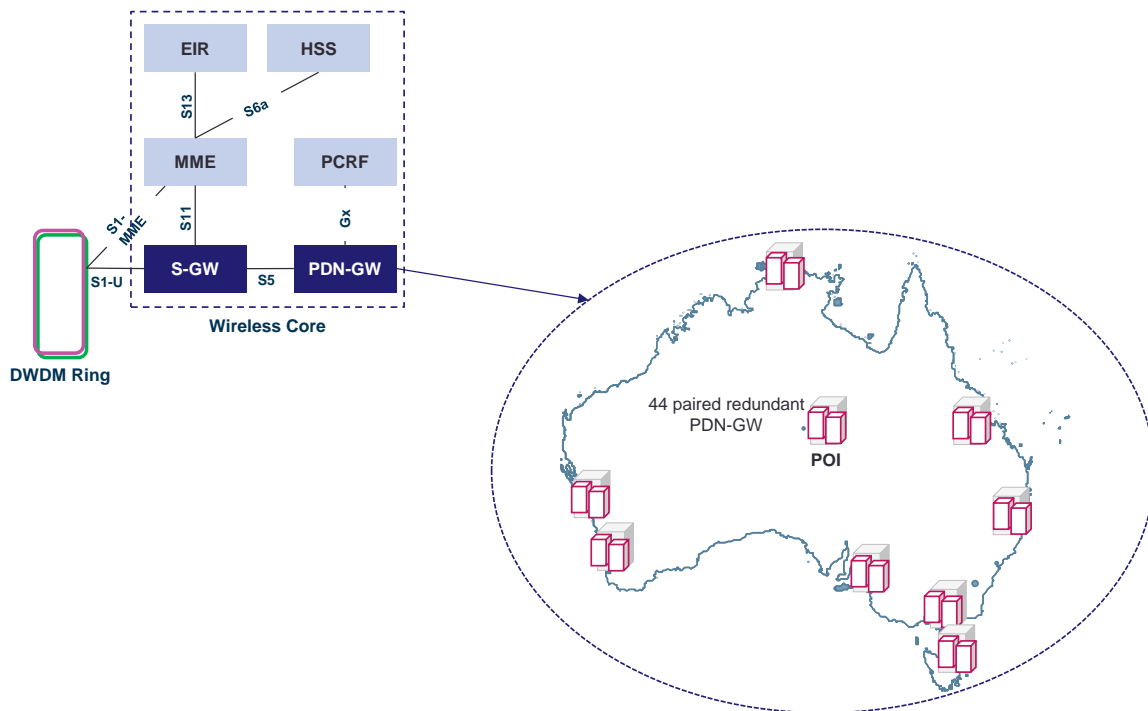 EIR
HSS
S13
S6a
MME
PCRF
S1-
MME
S11
Gx
S-GW
PDN-GW
S1-U
S5
Wireless Core
DWDM Ring
44 paired redundant
PDN-GW
POI